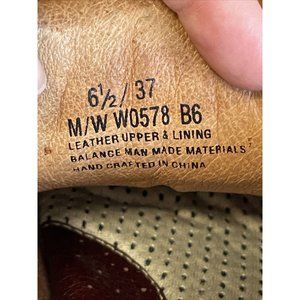 6½/37
M/W W0578 B6
LEATHER UPPER & LINING
BALANCE MAN MADE MATERIALS
HAND CRAFTED IN CHINA